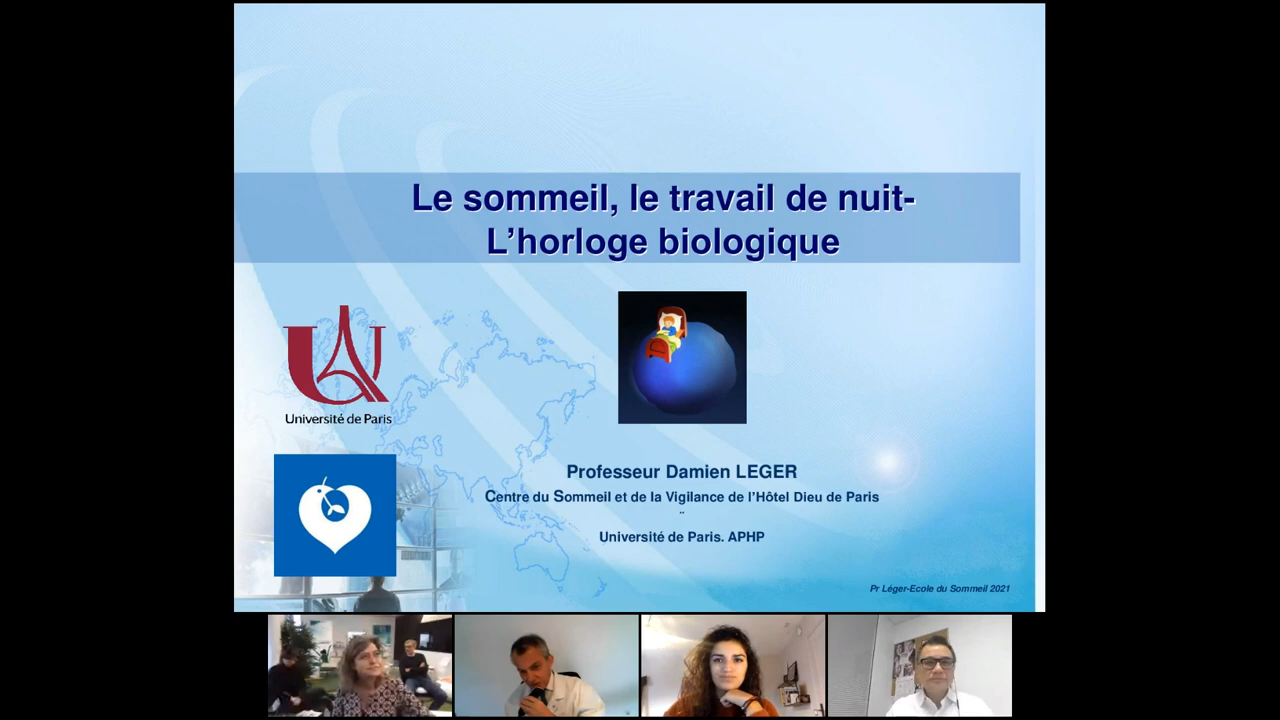 Le sommeil, le travail de nuit-
L’horloge biologique
Université de Paris
Professeur Damien LEGER
Centre du Sommeil et de la Vigilance de l’Hôtel Dieu de Paris
¨
Université de Paris. APHP
Pr Léger-Ecole du Sommeil 2021